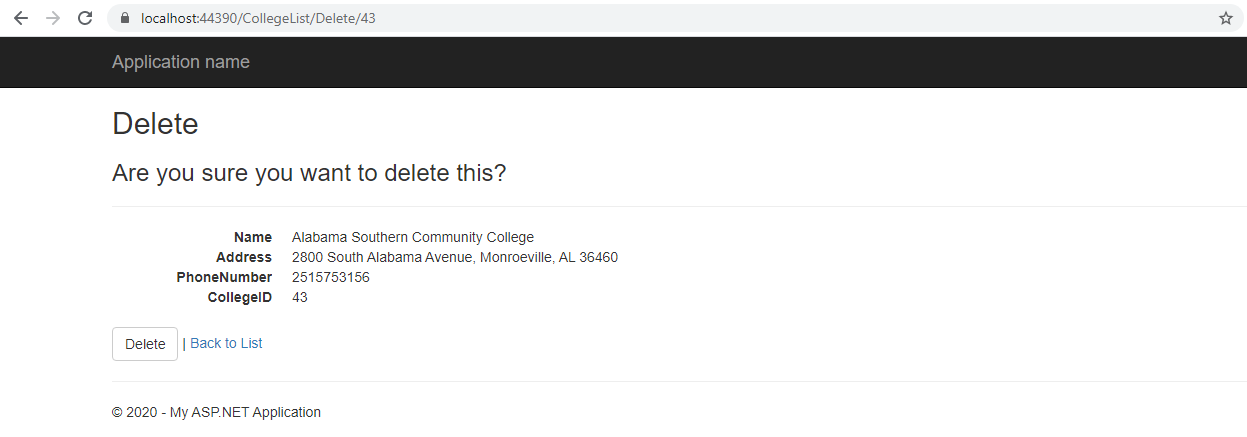 localhost:44390/CollegeList/Delete/43
Application name
Delete
Are you sure you want to delete this?
Name Alabama Southern Community College
Address 2800 South Alabama Avenue, Monroeville, AL 36460
PhoneNumber 2515753156
CollegeID 43
Delete | Back to List
© 2020 - My ASP.NET Application